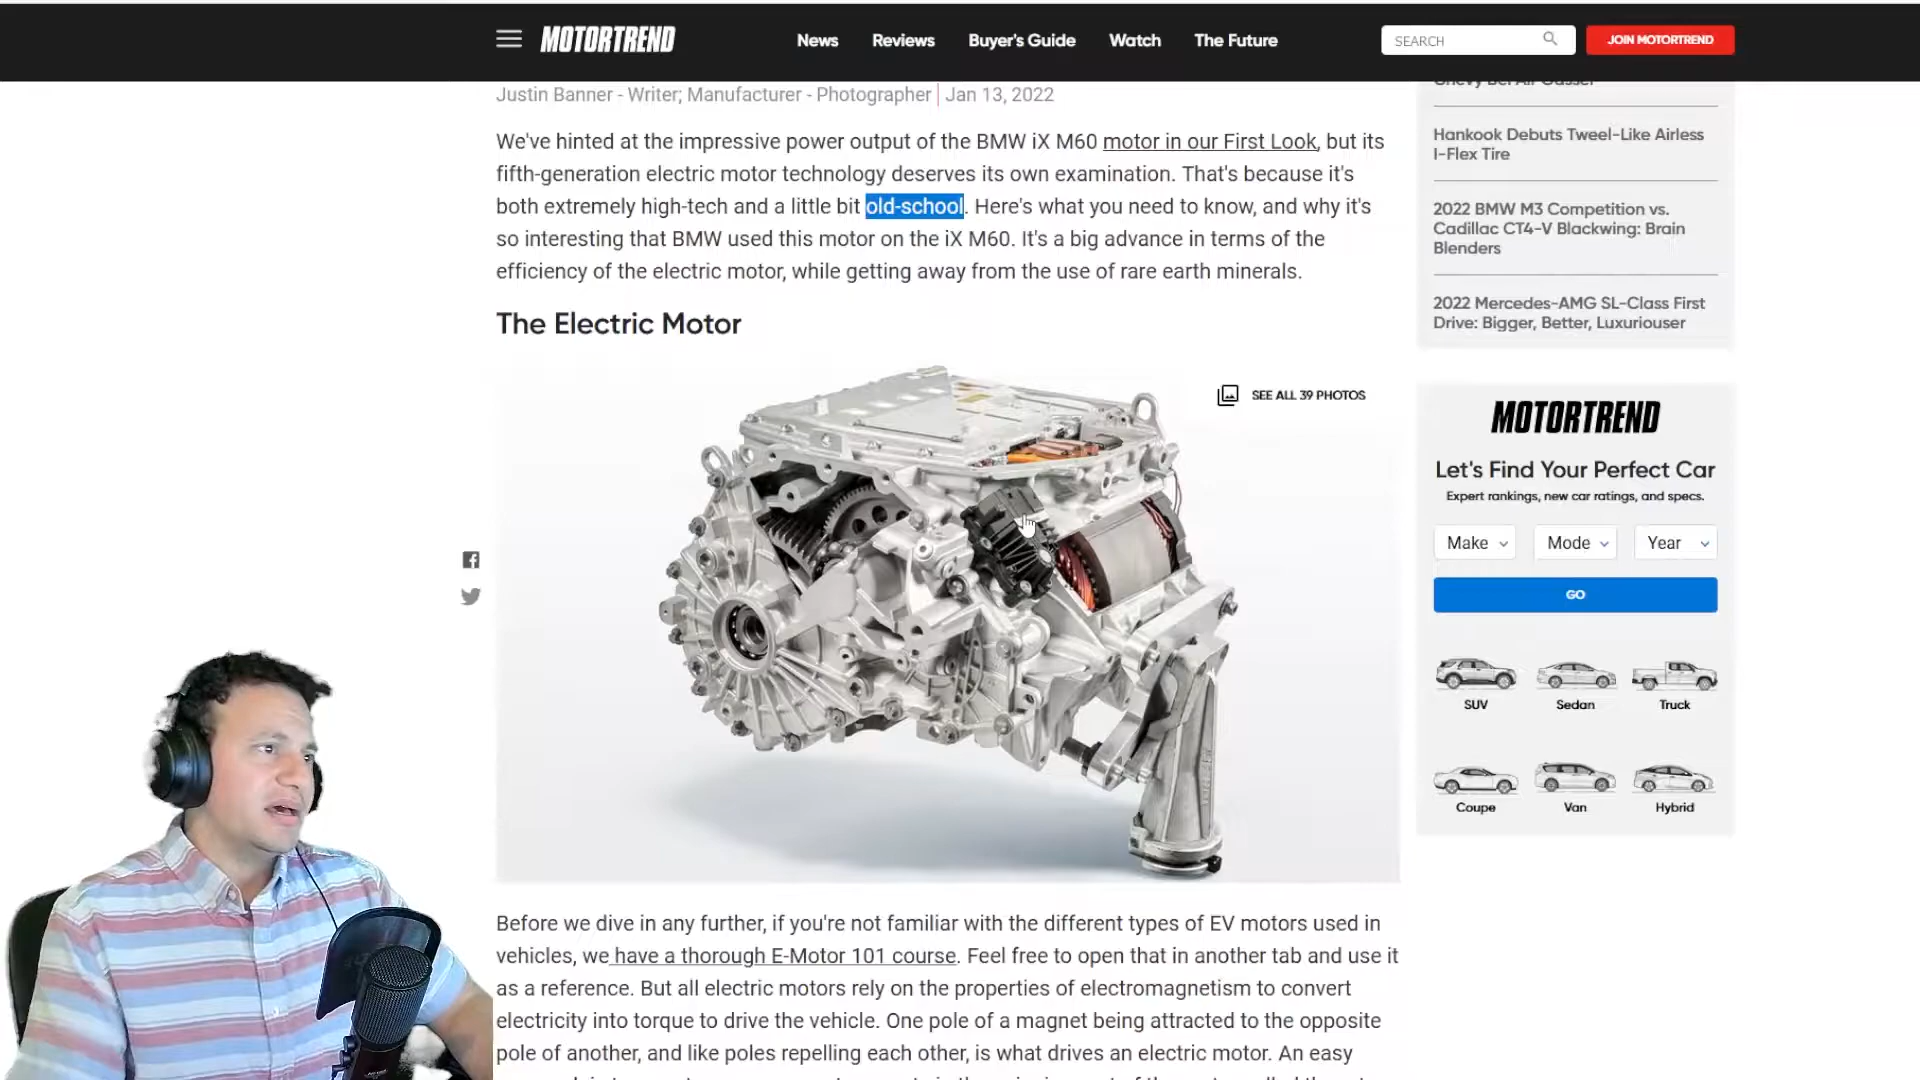 MOTORTREND
News
Reviews
Buyer's Guide
Watch
The Future
SEARCH
JOIN MOTORTREND
Justin Banner - Writer; Manufacturer - Photographer | Jan 13, 2022
We've hinted at the impressive power output of the BMW iX M60 motor in our First Look, but its
fifth-generation electric motor technology deserves its own examination. That's because it's
both extremely high-tech and a little bit old-school. Here's what you need to know, and why it's
so interesting that BMW used this motor on the iX M60. It's a big advance in terms of the
efficiency of the electric motor, while getting away from the use of rare earth minerals.
The Electric Motor
SEE ALL 39 PHOTOS
Before we dive in any further, if you're not familiar with the different types of EV motors used in
vehicles, we have a thorough E-Motor 101 course. Feel free to open that in another tab and use it
as a reference. But all electric motors rely on the properties of electromagnetism to convert
electricity into torque to drive the vehicle. One pole of a magnet being attracted to the opposite
pole of another, and like poles repelling each other, is what drives an electric motor. An easy
Hankook Debuts Tweel-Like Airless
I-Flex Tire
2022 BMW M3 Competition vs.
Cadillac CT4-V Blackwing: Brain
Blenders
2022 Mercedes-AMG SL-Class First
Drive: Bigger, Better, Luxuriouser
MOTORTREND
Let's Find Your Perfect Car
Expert rankings, new car ratings, and specs.
Make
Mode
Year
GO
SUV
Sedan
Truck
Coupe
Van
Hybrid